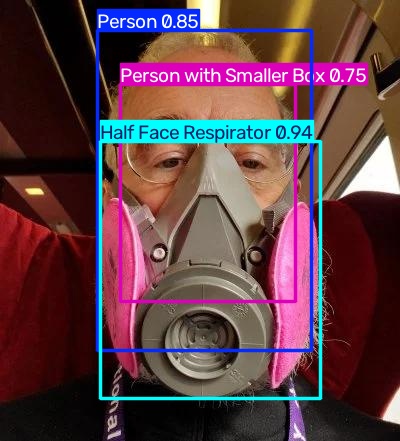 Person 0.85
Person with Smaller Box 0.75
Half Face Respirator 0.94